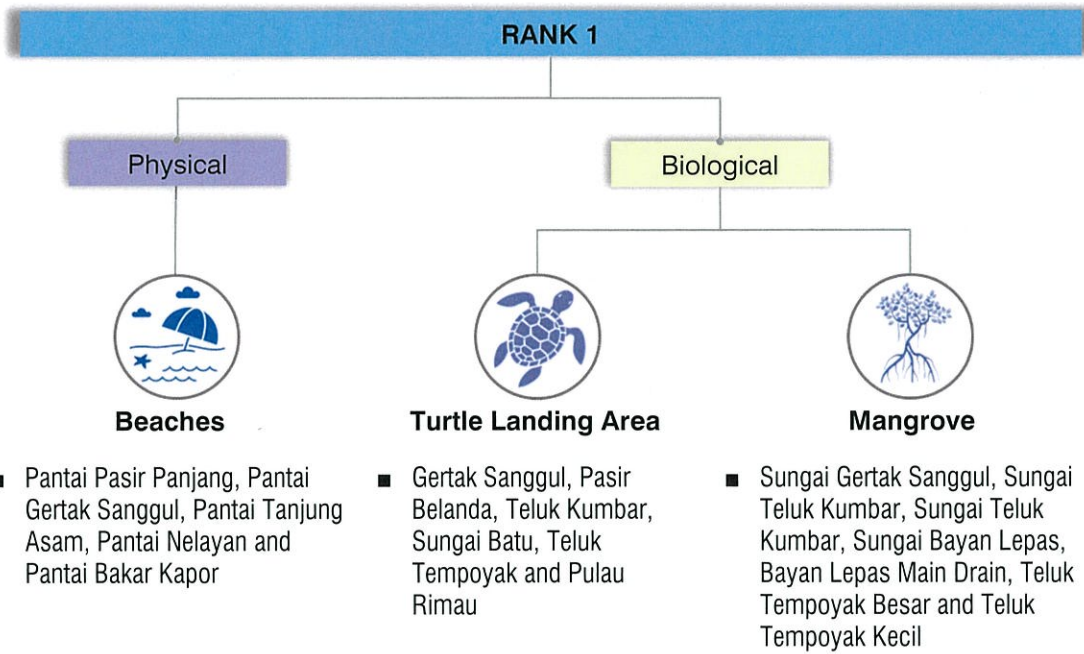 RANK 1
Physical
Biological
Beaches
Turtle Landing Area
Mangrove
Pantai Pasir Panjang, Pantai
Gertak Sanggul, Pantai Tanjung
Asam, Pantai Nelayan and
Pantai Bakar Kapor
Gertak Sanggul, Pasir
Belanda, Teluk Kumbar,
Sungai Batu, Teluk
Tempoyak and Pulau
Rimau
Sungai Gertak Sanggul, Sungai
Teluk Kumbar, Sungai Teluk
Kumbar, Sungai Bayan Lepas,
Bayan Lepas Main Drain, Teluk
Tempoyak Besar and Teluk
Tempoyak Kecil